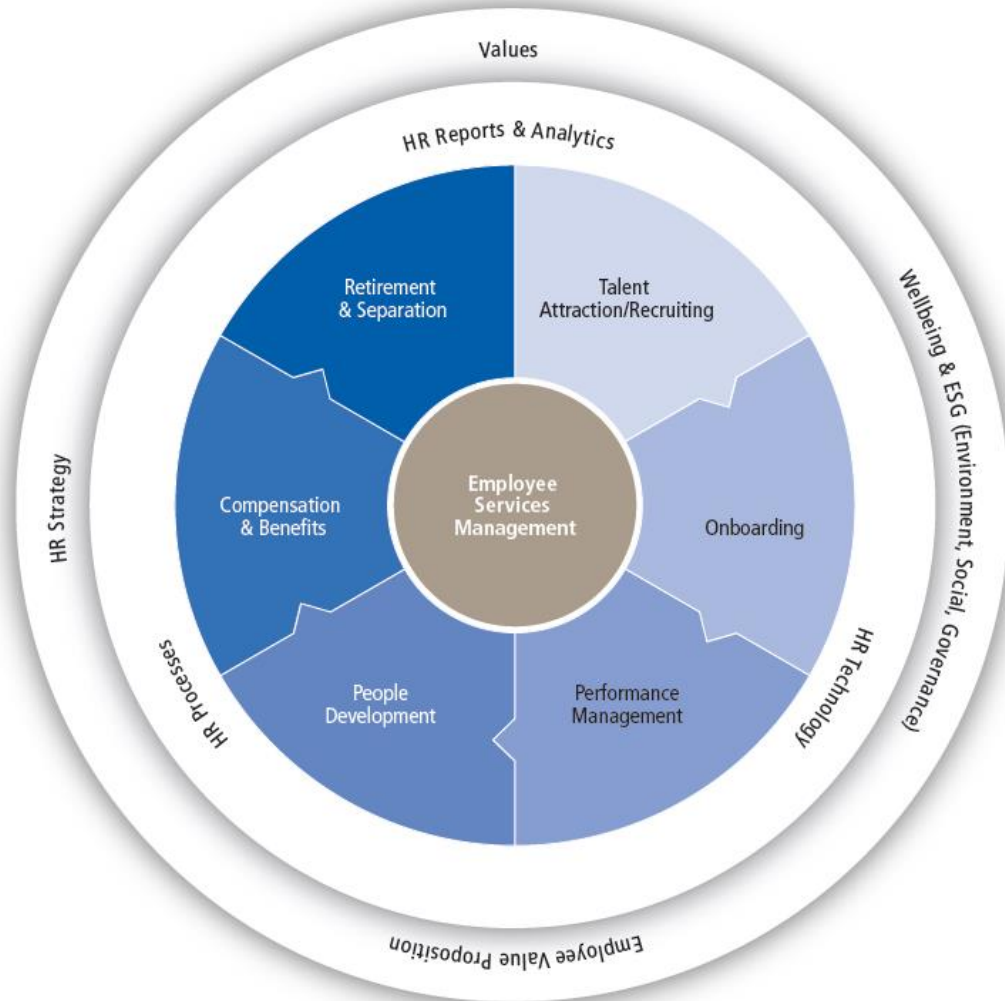 Values
HR Reports & Analytics
Retirement
& Separation
Talent
Attraction/Recruiting
Wellbeing & ESG (Environment, Social, Governance)
HR Strategy
Compensation
& Benefits
Employee
Services
Management
Onboarding
HR Processes
People
Development
Performance
Management
HR Technology
Employee Value Proposition